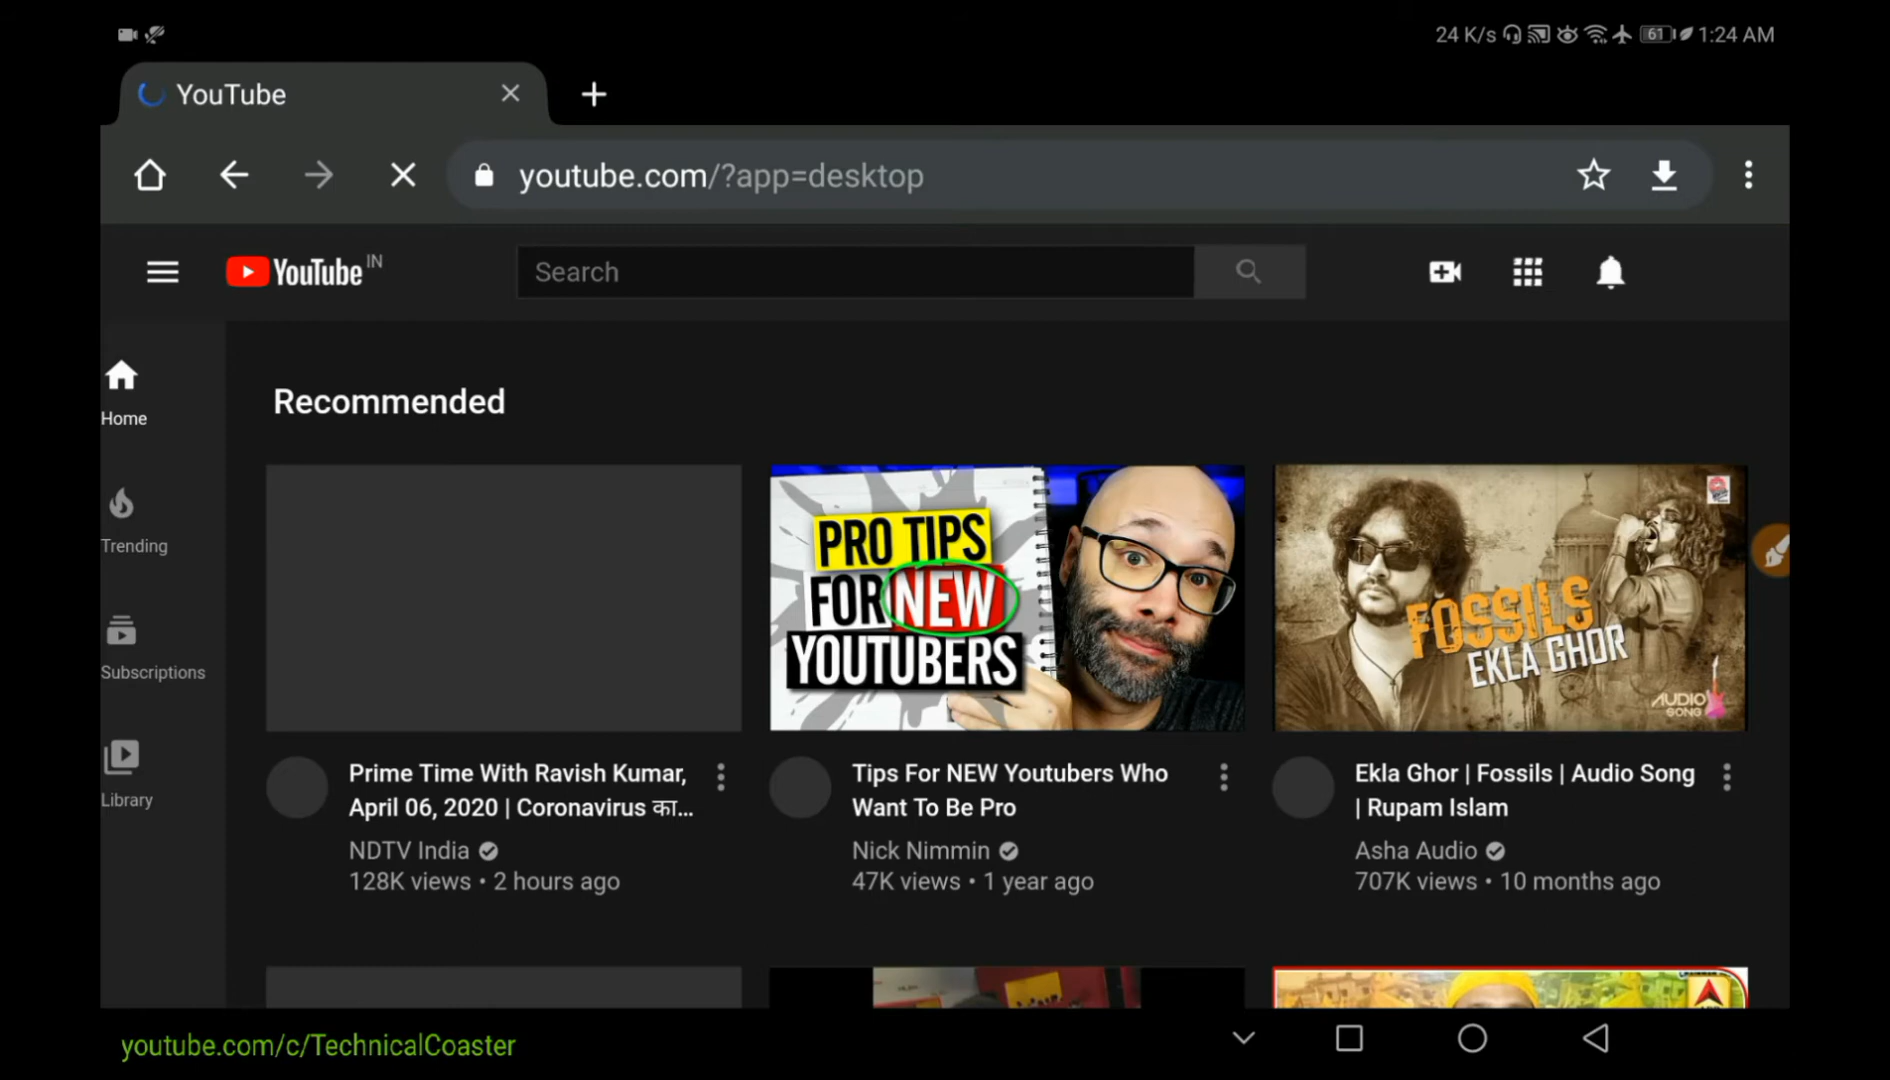 24 K/s 61 1:24 AM
YouTube
youtube.com/?app=desktop
YouTube IN
Search
Home
Trending
Subscriptions
Library
Recommended
PRO TIPS
FOR NEW
YOUTUBERS
FOSSILS
EKLA GHOR
AUDIO
SONG
Prime Time With Ravish Kumar,
April 06, 2020 | Coronavirus का...
NDTV India
128K views • 2 hours ago
Tips For NEW Youtubers Who
Want To Be Pro
Nick Nimmin
47K views • 1 year ago
Ekla Ghor | Fossils | Audio Song
| Rupam Islam
Asha Audio
707K views • 10 months ago
youtube.com/c/TechnicalCoaster